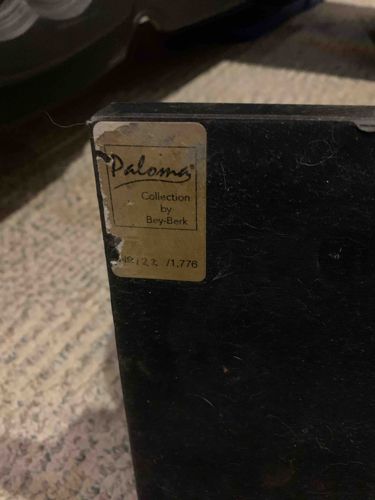 Paloma
Collection
by
Bey-Berk
/1,776